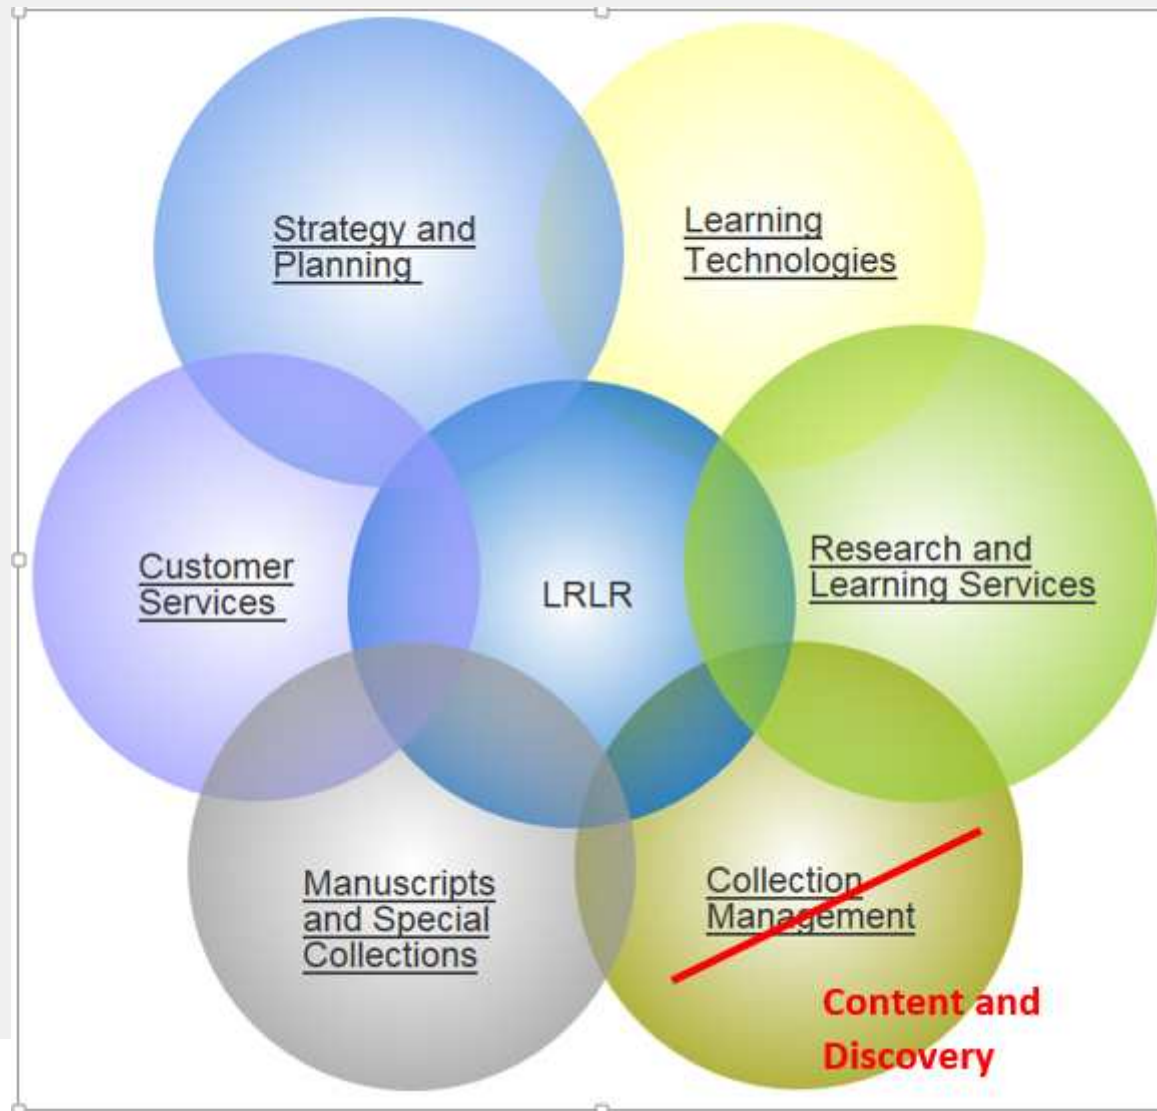 Strategy and
Planning
Learning
Technologies
Customer
Services
LRLR
Research and
Learning Services
Manuscripts
and Special
Collections
Collection
Management
Content and
Discovery